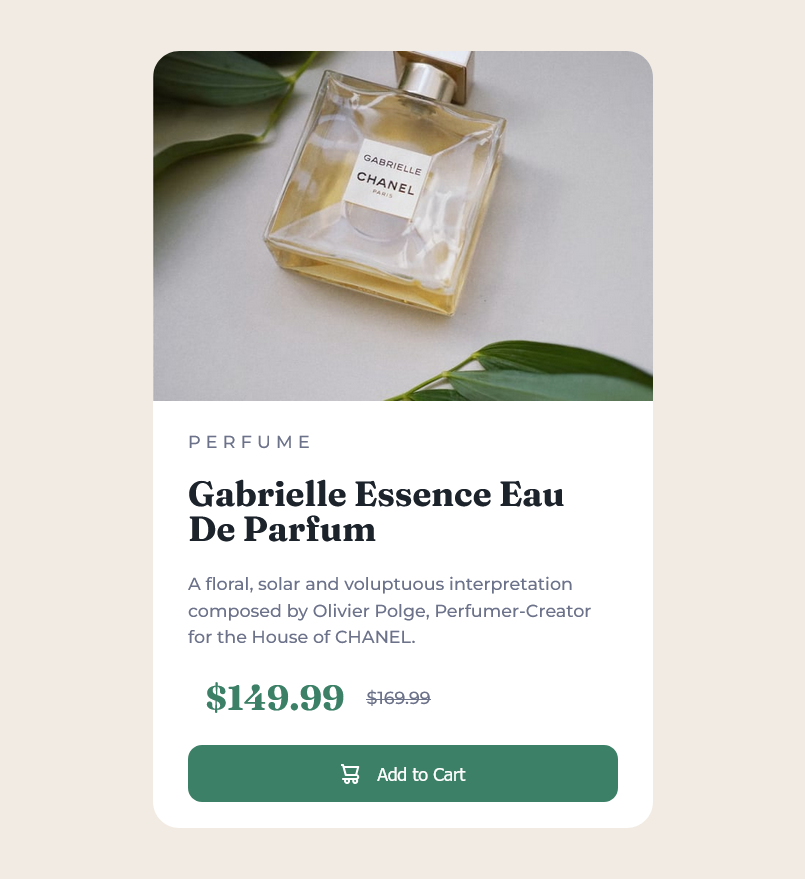 GABRIELLE
CHANEL
PARIS
PERFUME
Gabrielle Essence Eau
De Parfum
A floral, solar and voluptuous interpretation
composed by Olivier Polge, Perfumer-Creator
for the House of CHANEL.
$149.99 $169.99
Add to Cart